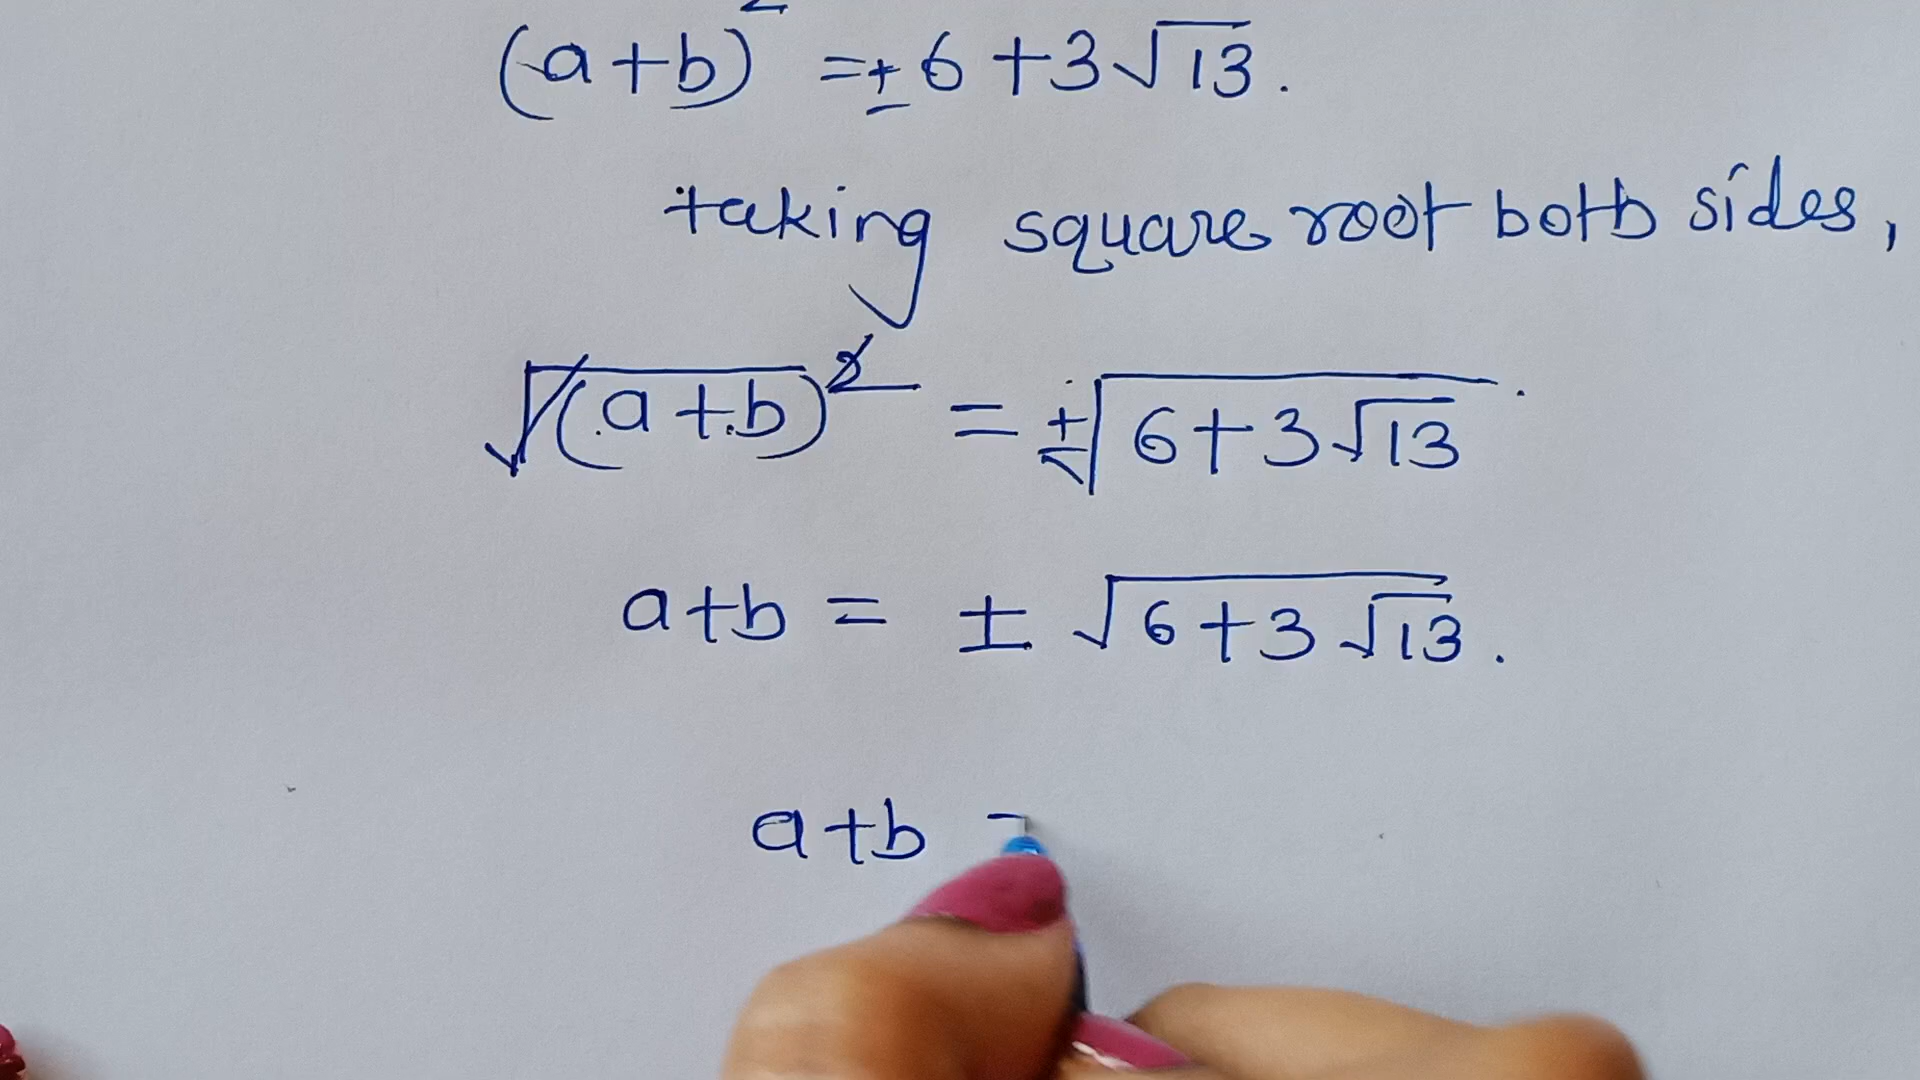 (a+b)² = ± 6 + 3√13.
taking square root both sides,
√(a+b)² = ±√(6+3√13).
a+b = ± √(6+3√13).
a+b =